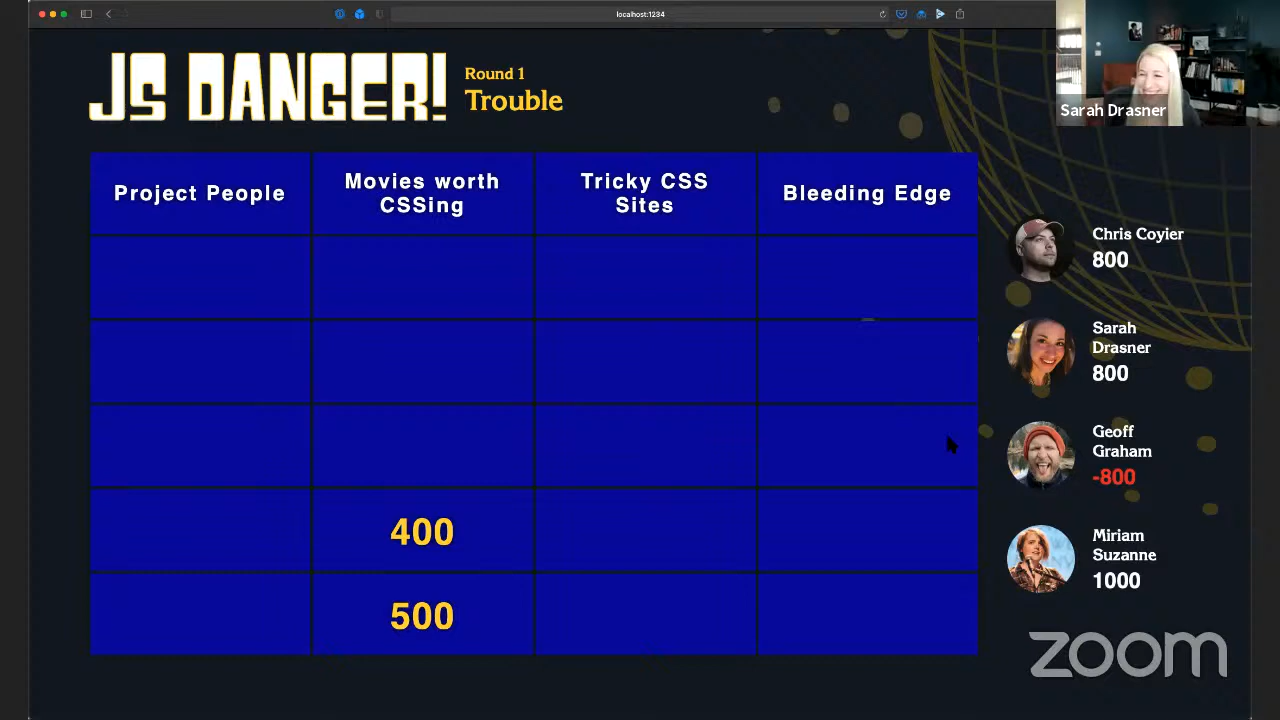 localhost:1234
JS DANGER!
Round 1
Trouble
Sarah Drasner
Project People
Movies worth
CSSing
Tricky CSS
Sites
Bleeding Edge
400
500
Chris Coyier
800
Sarah
Drasner
800
Geoff
Graham
-800
Miriam
Suzanne
1000
zoom